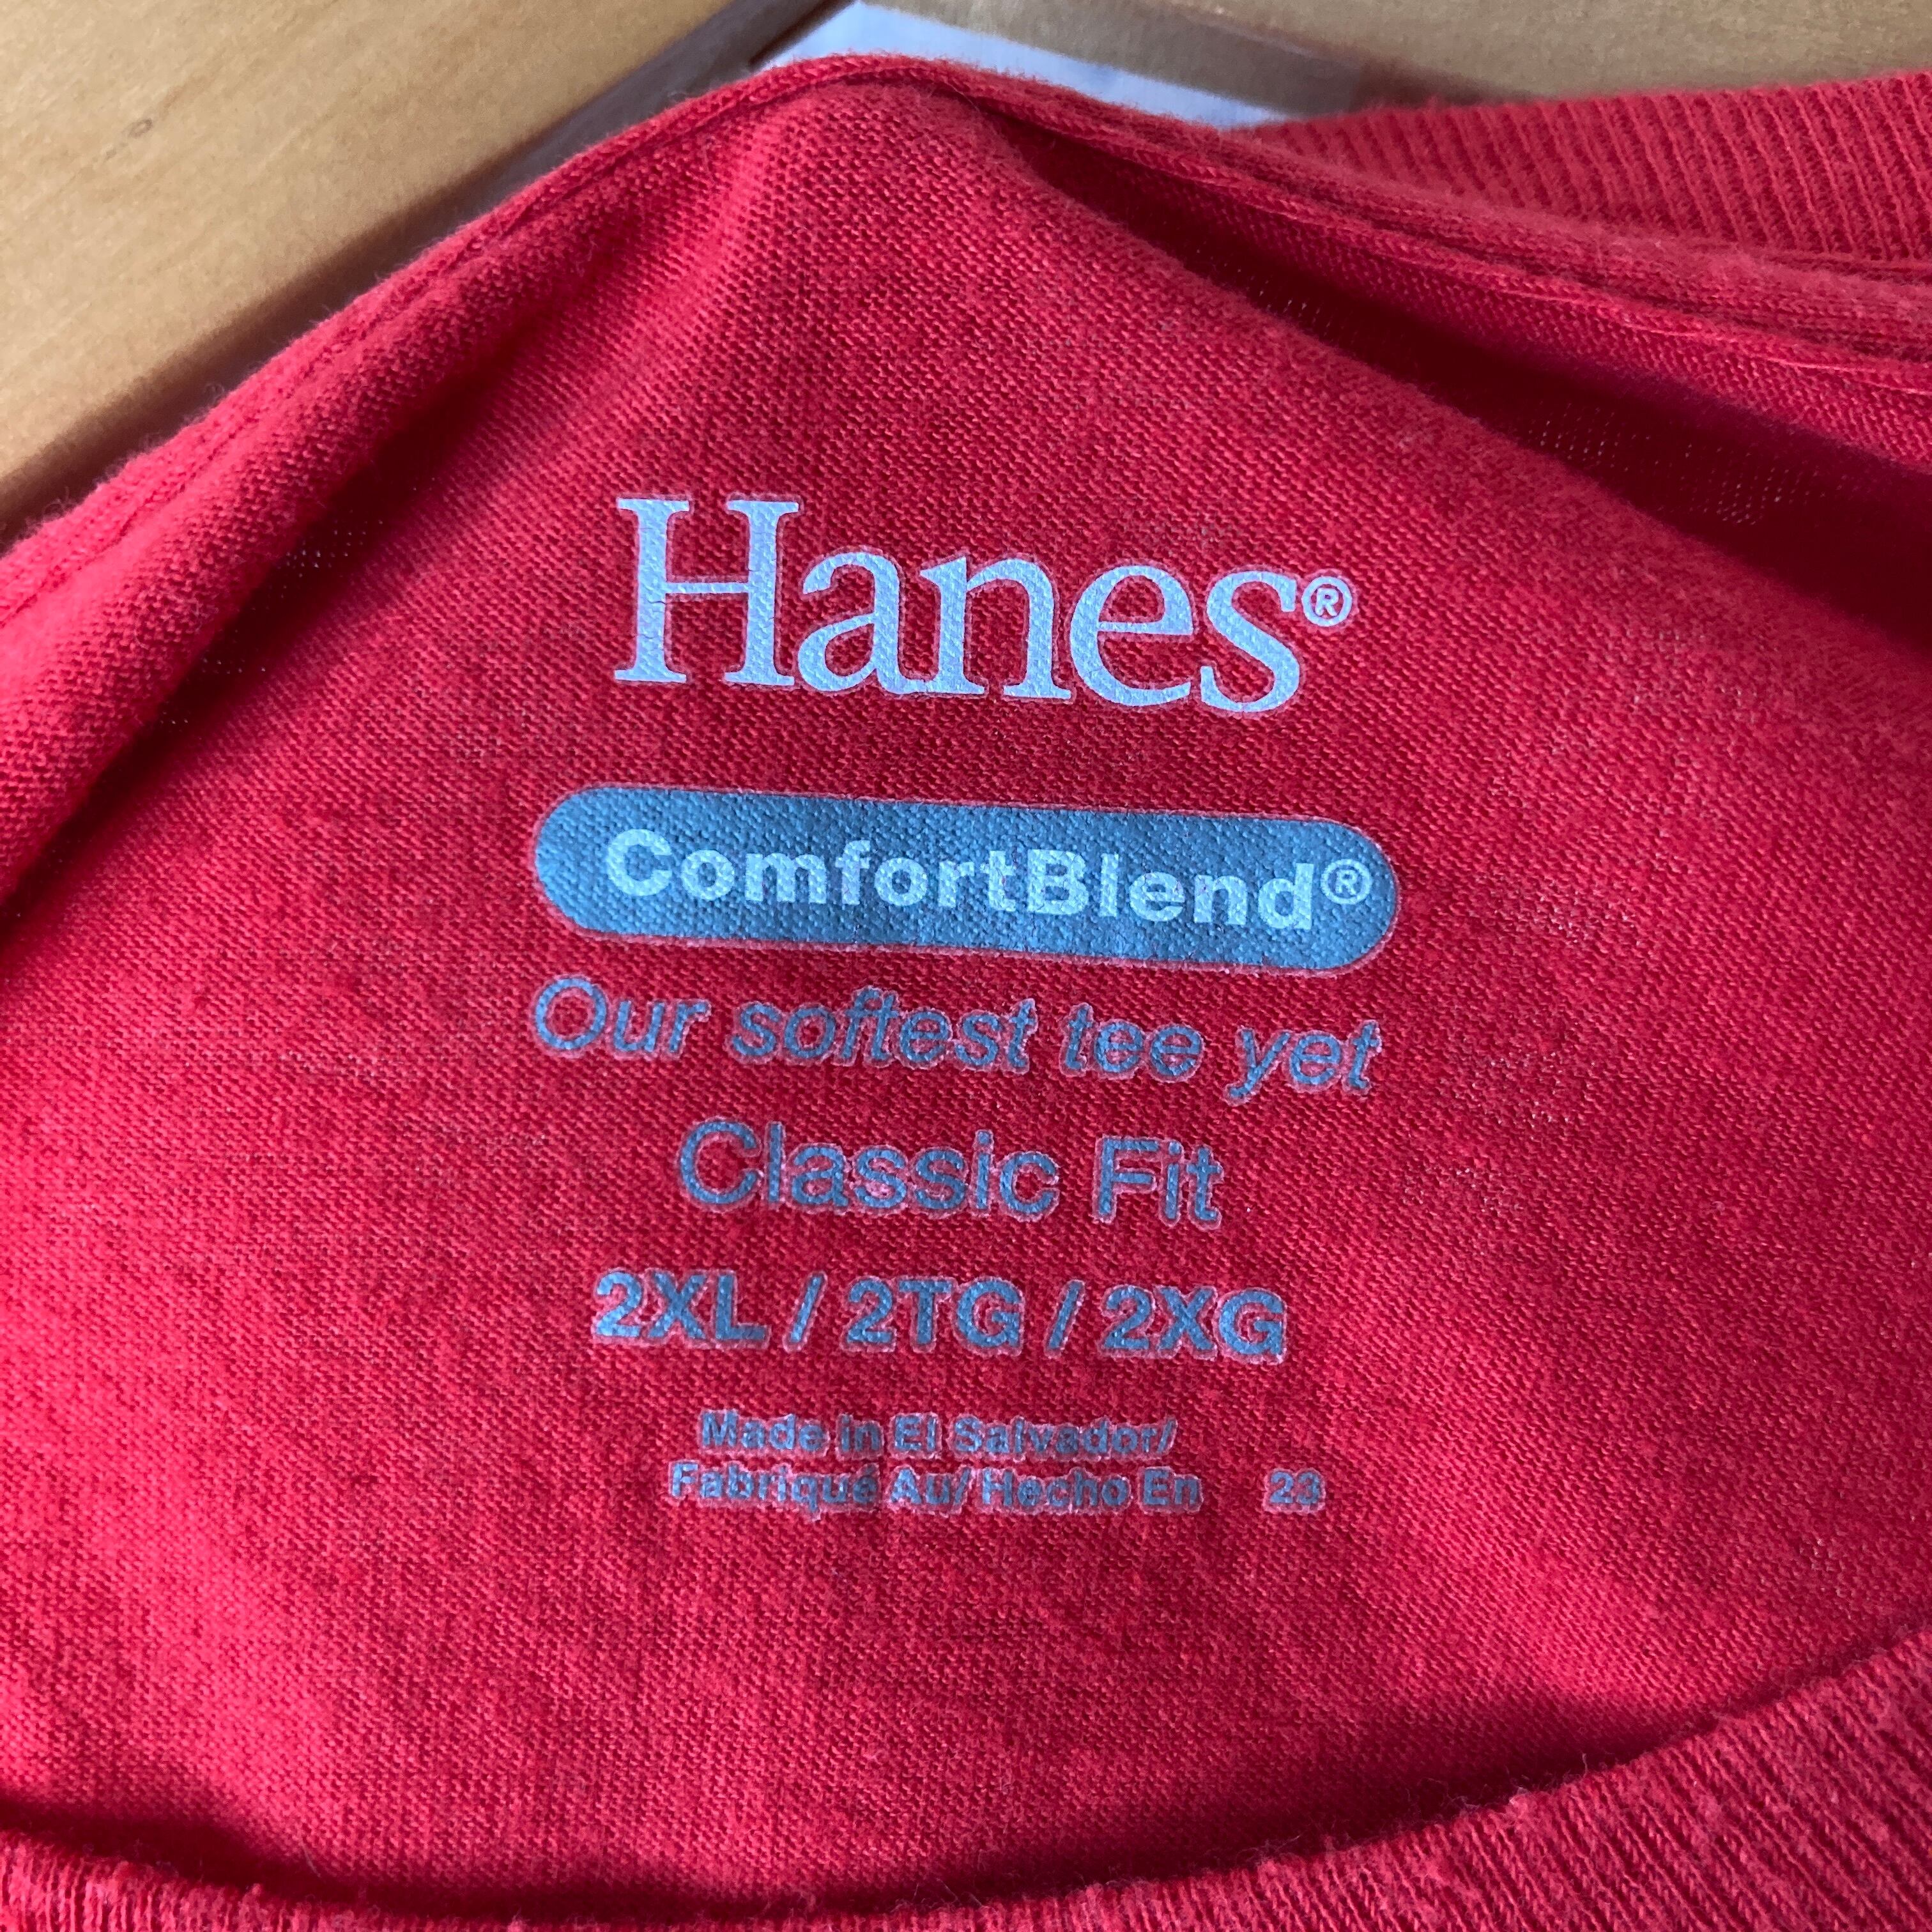 Hanes®
ComfortBlend®
Our softest tee yet
Classic Fit
2XL / 2TG / 2XG
Made in El Salvador/
Fabriqué Au/ Hecho En 23